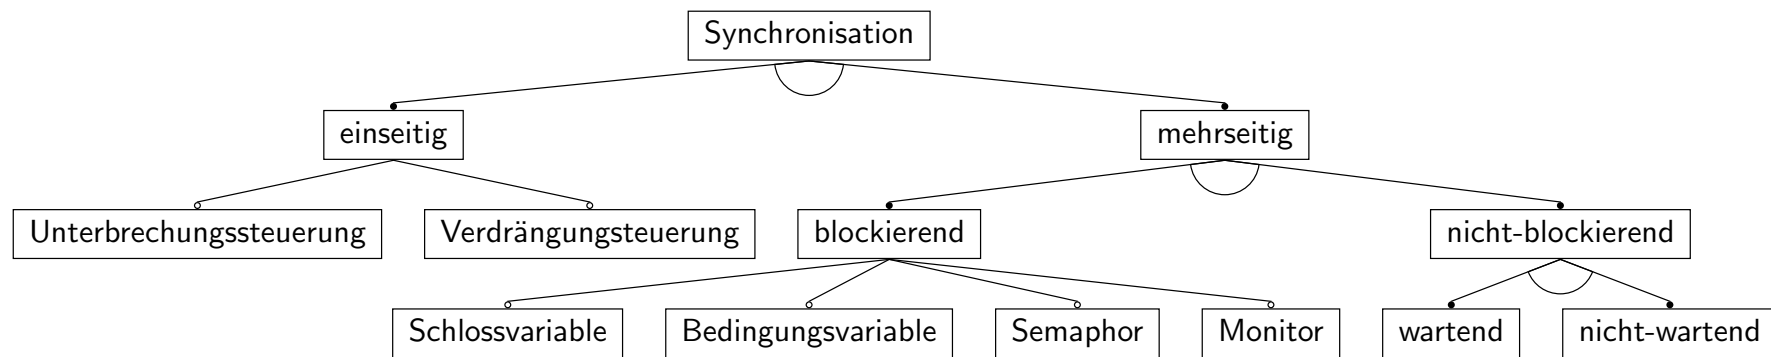 Synchronisation
einseitig
mehrseitig
Unterbrechungssteuerung
Verdrängungsteuerung
blockierend
nicht-blockierend
Schlossvariable
Bedingungsvariable
Semaphor
Monitor
wartend
nicht-wartend